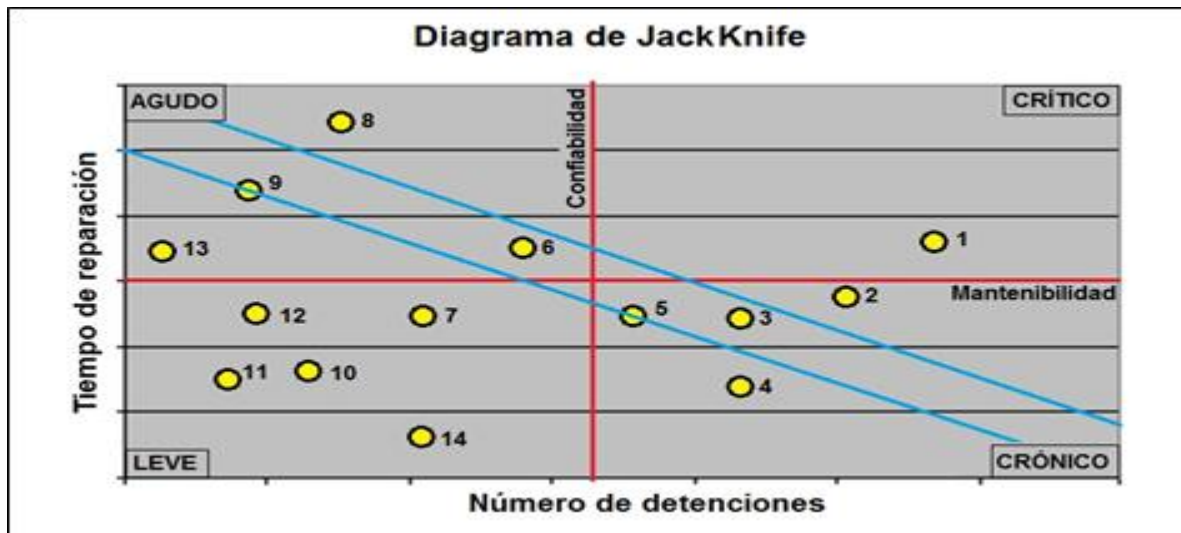 Diagrama de JackKnife
AGUDO
CRÍTICO
8
Confiabilidad
9
6
1
13
Mantenibilidad
2
12
7
5
3
11
10
4
14
LEVE
CRÓNICO
Tiempo de reparación
Número de detenciones